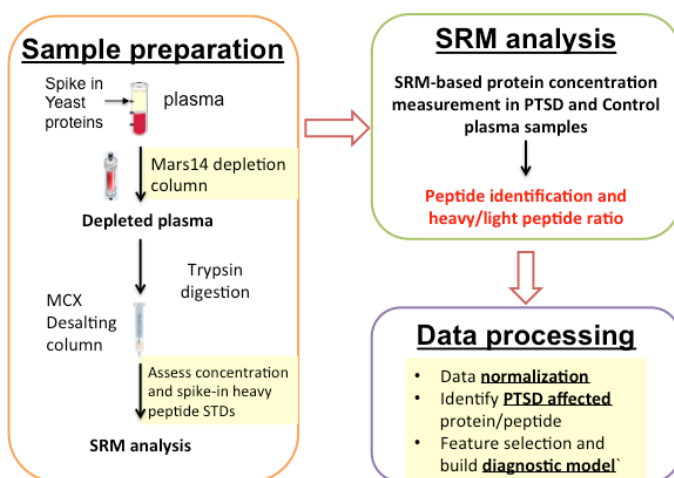 Sample preparation
Spike in
Yeast
proteins
plasma
Mars14 depletion
column
Depleted plasma
Trypsin
digestion
MCX
Desalting
column
Assess concentration
and spike-in heavy
peptide STDs
SRM analysis
SRM analysis
SRM-based protein concentration
measurement in PTSD and Control
plasma samples
Peptide identification and
heavy/light peptide ratio
Data processing
• Data normalization
• Identify PTSD affected
protein/peptide
• Feature selection and
build diagnostic model`